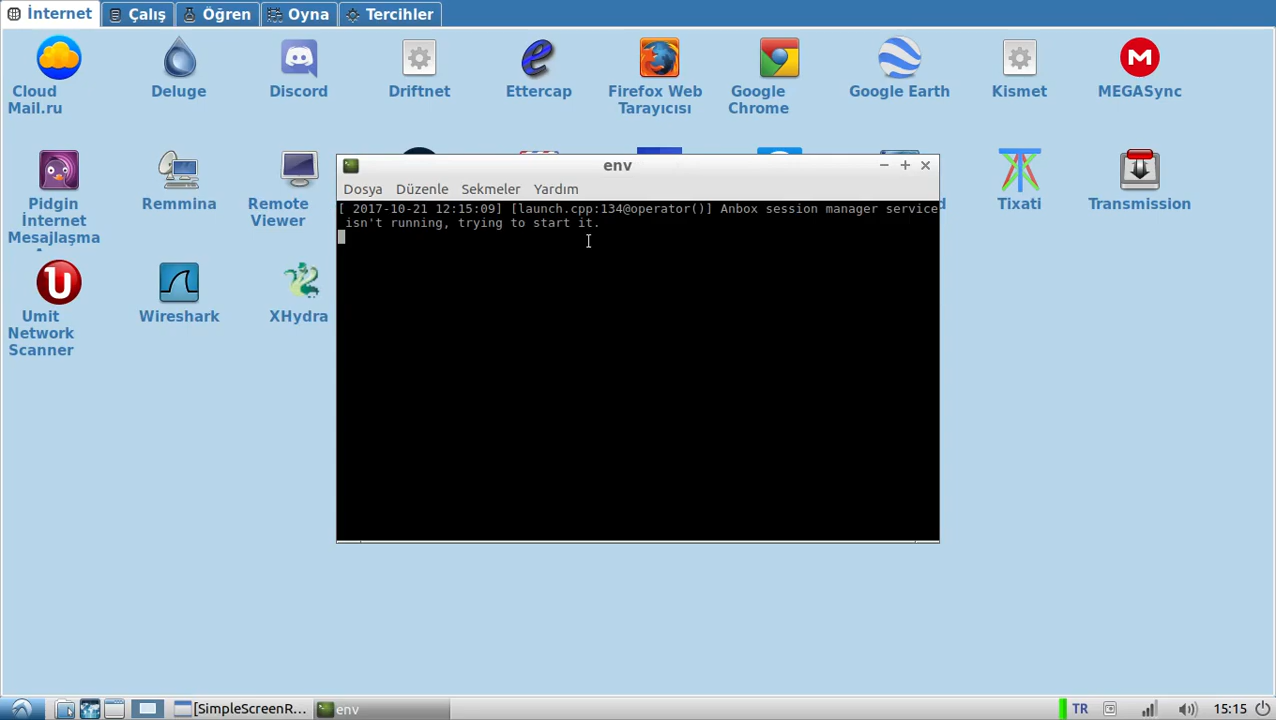 İnternet
Çalış
Öğren
Oyna
Tercihler
Cloud
Mail.ru
Deluge
Discord
Driftnet
Ettercap
Firefox Web
Tarayıcısı
Google
Chrome
Google Earth
Kismet
MEGASync
Pidgin
İnternet
Mesajlaşma
Remmina
Remote
Viewer
Tixati
Transmission
Umit
Network
Scanner
Wireshark
XHydra
env
Dosya Düzenle Sekmeler Yardım
[ 2017-10-21 12:15:09] [launch.cpp:134@operator()] Anbox session manager service
isn't running, trying to start it.
[SimpleScreenR...
env
TR
15:15